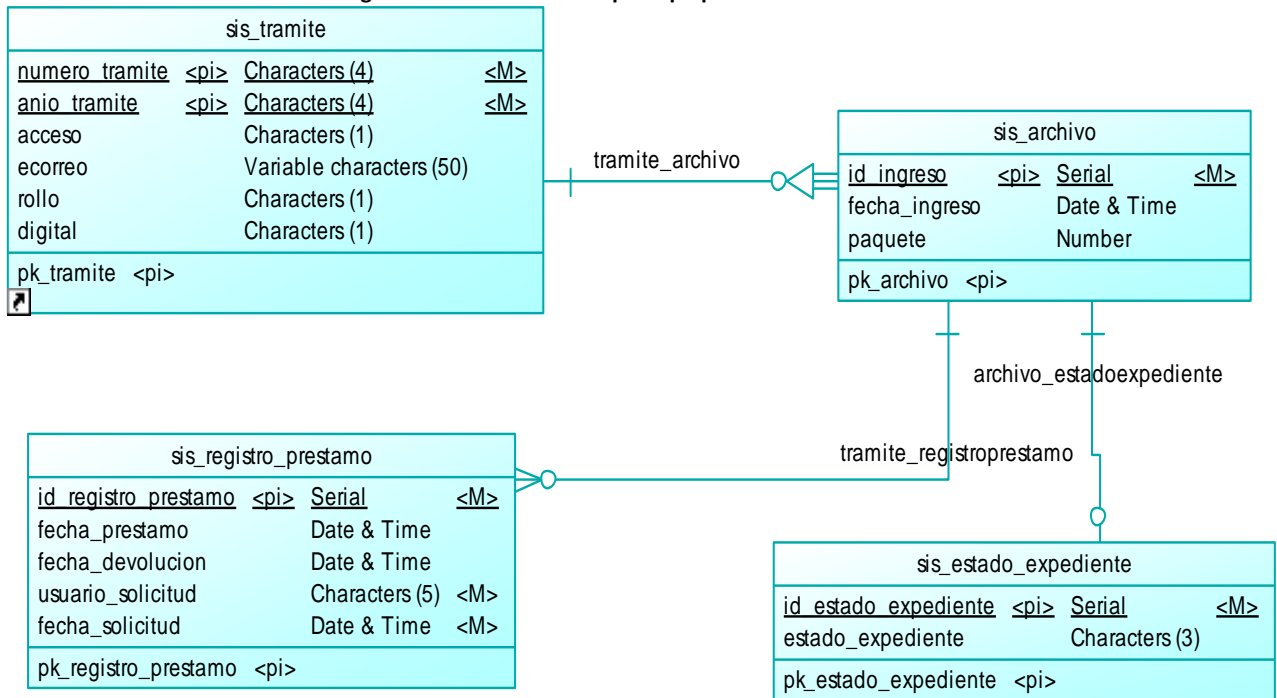 sis_tramite
numero_tramite <pi> Characters (4) <M>
anio_tramite <pi> Characters (4) <M>
acceso Characters (1)
ecorreo Variable characters (50)
rollo Characters (1)
digital Characters (1)
pk_tramite <pi>
tramite_archivo
sis_archivo
id_ingreso <pi> Serial <M>
fecha_ingreso Date & Time
paquete Number
pk_archivo <pi>
archivo_estadoexpediente
tramite_registroprestamo
sis_registro_prestamo
id_registro_prestamo <pi> Serial <M>
fecha_prestamo Date & Time
fecha_devolucion Date & Time
usuario_solicitud Characters (5) <M>
fecha_solicitud Date & Time <M>
pk_registro_prestamo <pi>
sis_estado_expediente
id_estado_expediente <pi> Serial <M>
estado_expediente Characters (3)
pk_estado_expediente <pi>